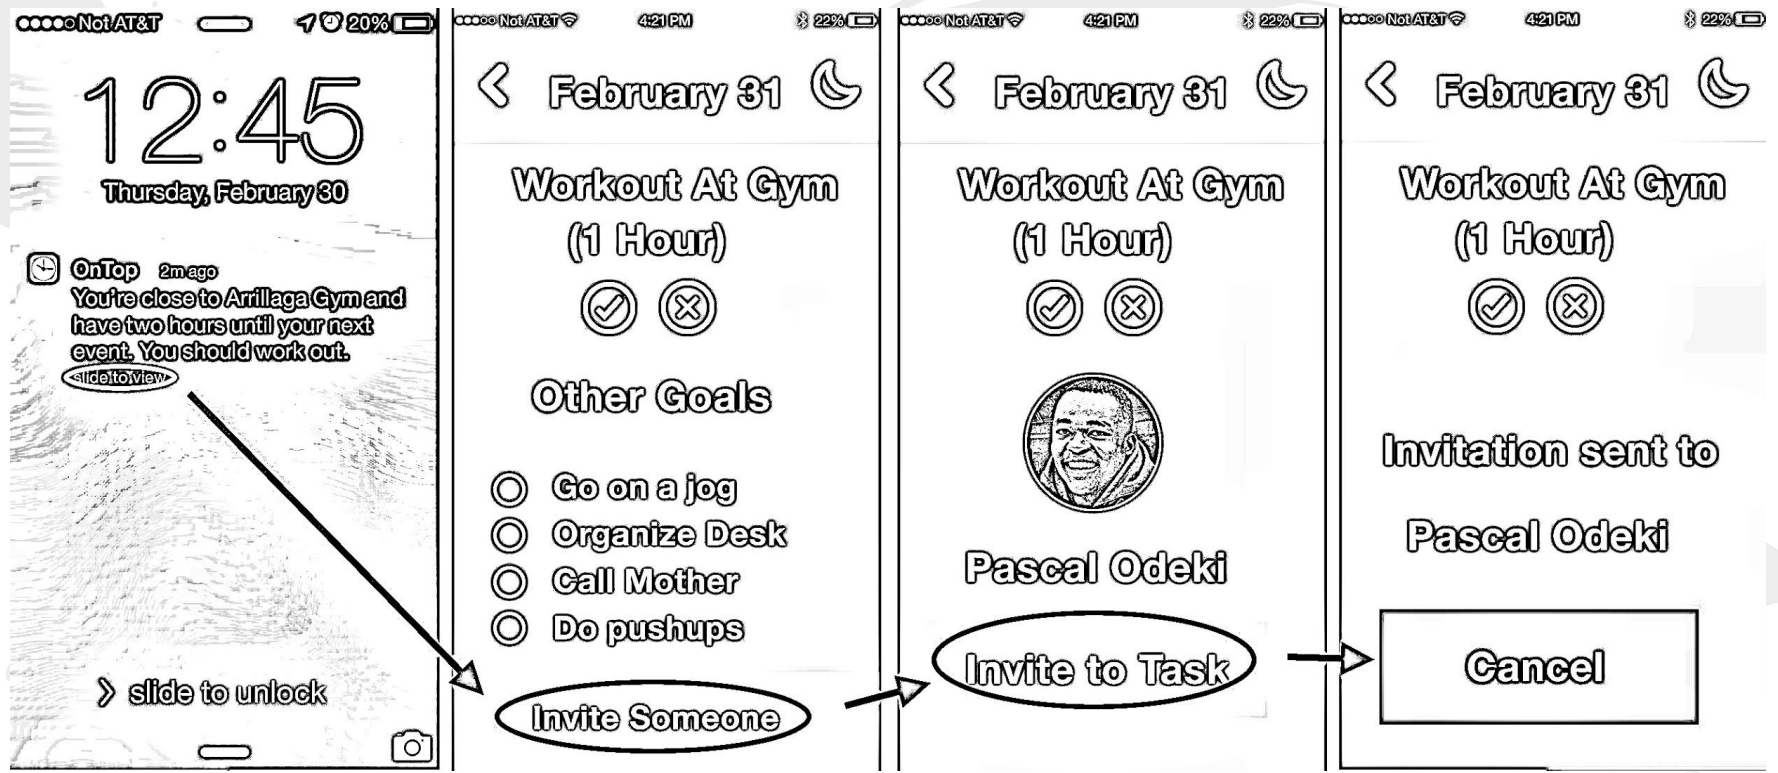 Not AT&T 20%
12:45
Thursday, February 30
OnTop 2m ago
You're close to Arrillaga Gym and
have two hours until your next
event. You should work out.
slide to view
> slide to unlock
Not AT&T 4:21 PM 22%
February 31
Workout At Gym
(1 Hour)
Other Goals
Go on a jog
Organize Desk
Call Mother
Do pushups
Invite Someone
Not AT&T 4:21 PM 22%
February 31
Workout At Gym
(1 Hour)
Pascal Odeki
Invite to Task
Not AT&T 4:21 PM 22%
February 31
Workout At Gym
(1 Hour)
Invitation sent to
Pascal Odeki
Cancel